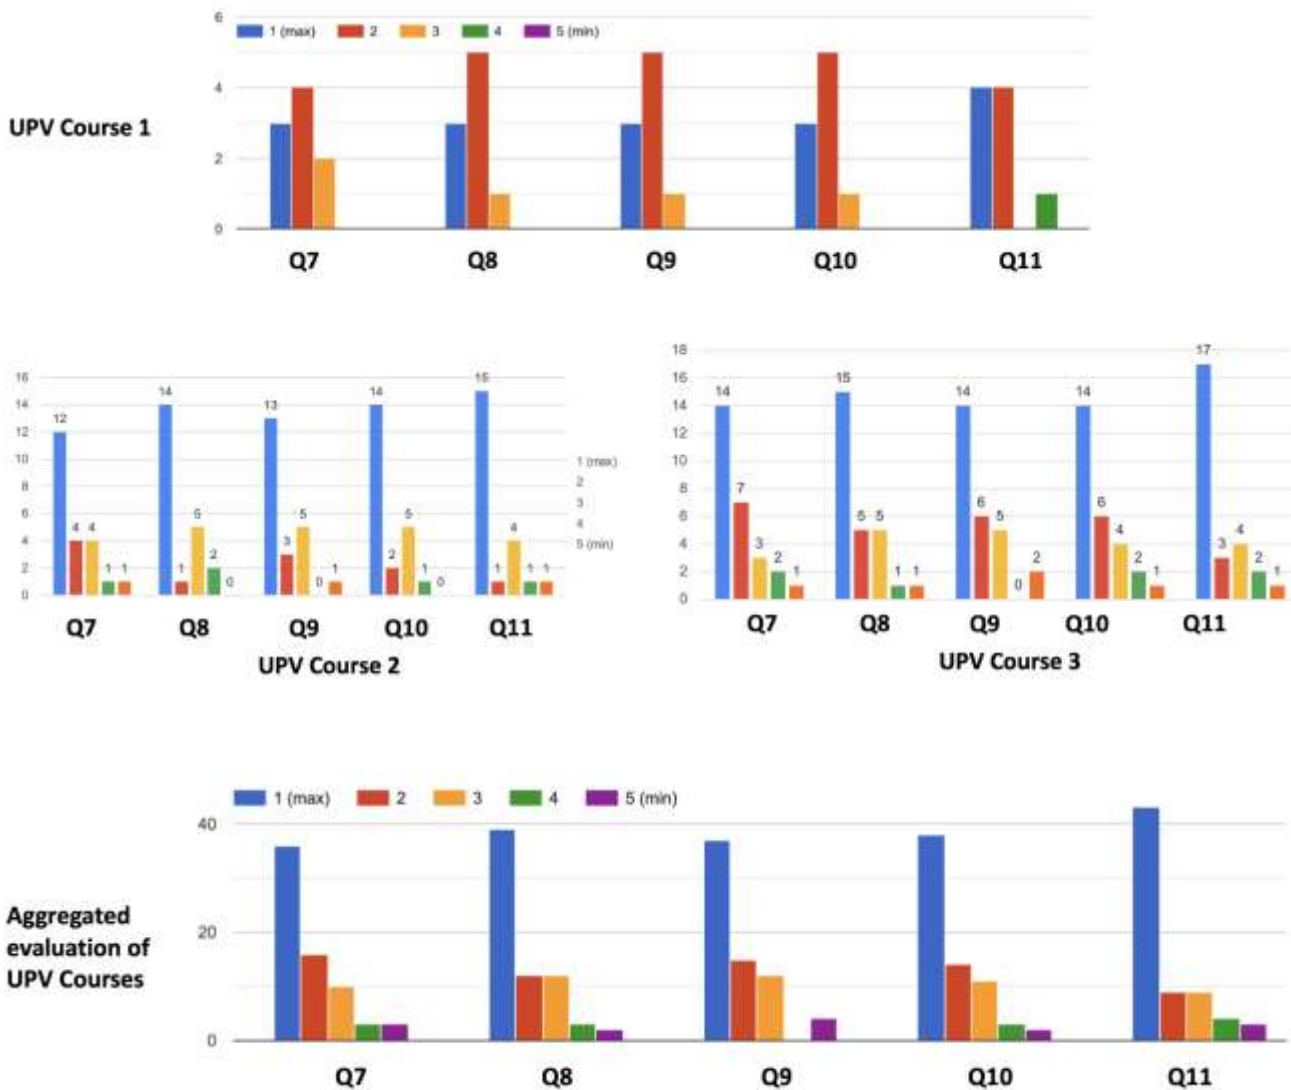 6
1 (max) 2 3 4 5 (min)
4
UPV Course 1
2
0
Q7 Q8 Q9 Q10 Q11
16
14
12
10
8
6
4
2
0
12 4 4 1 1
14 1 5 2 0
13 3 5 0 1
14 2 5 1 0
15 1 4 1 1
1 (max)
2
3
4
5 (min)
Q7 Q8 Q9 Q10 Q11
UPV Course 2
18
16
14
12
10
8
6
4
2
0
14 7 3 2 1
15 5 5 1 1
14 6 5 0 2
14 6 4 2 1
17 3 4 2 1
Q7 Q8 Q9 Q10 Q11
UPV Course 3
1 (max) 2 3 4 5 (min)
40
Aggregated
evaluation of
UPV Courses
20
0
Q7 Q8 Q9 Q10 Q11